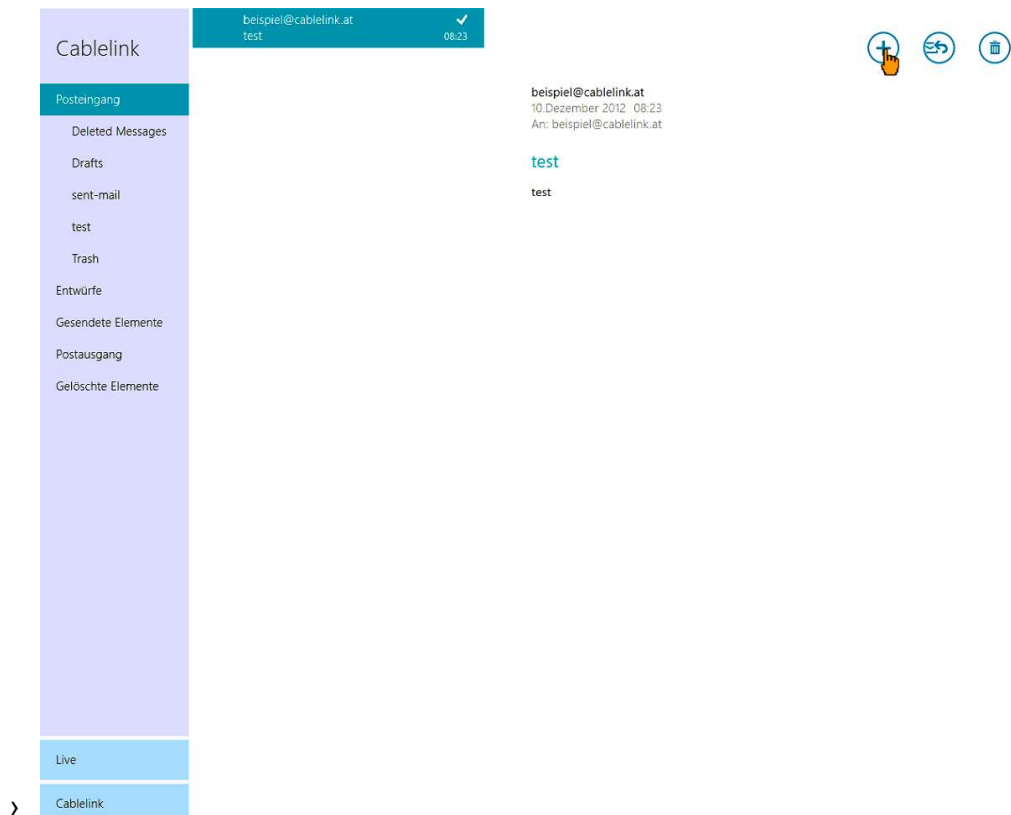 Cablelink
Posteingang
Deleted Messages
Drafts
sent-mail
test
Trash
Entwürfe
Gesendete Elemente
Postausgang
Gelöschte Elemente
Live
Cablelink
beispiel@cablelink.at
test 08:23
beispiel@cablelink.at
10.Dezember 2012 08:23
An: beispiel@cablelink.at
test
test